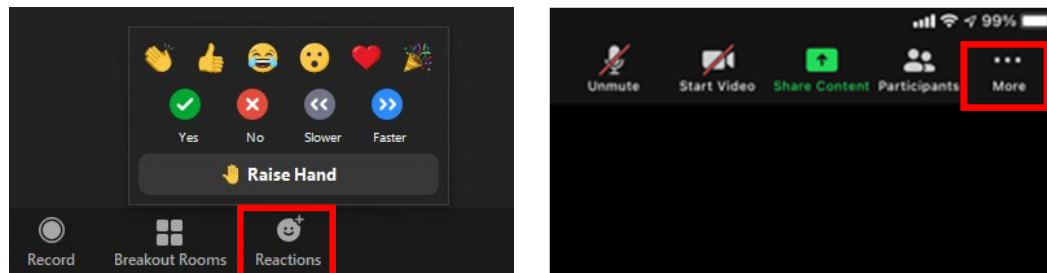 Yes No Slower Faster
Raise Hand
Record Breakout Rooms Reactions
99%
Unmute Start Video Share Content Participants More